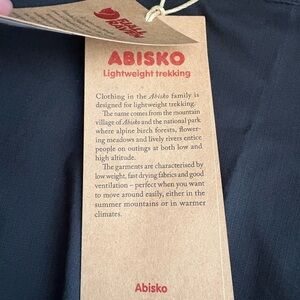 FJÄLL
RÄVEN
ABISKO
Lightweight trekking
Clothing in the Abisko family is
designed for lightweight trekking.
The name comes from the mountain
village of Abisko and the national park
where alpine birch forests, flower-
ing meadows and lively rivers entice
people on outings at both low and
high altitude.
The garments are characterised by
low weight, fast drying fabrics and good
ventilation – perfect when you want
to move around easily, either in the
summer mountains or in warmer
climates.
Abisko